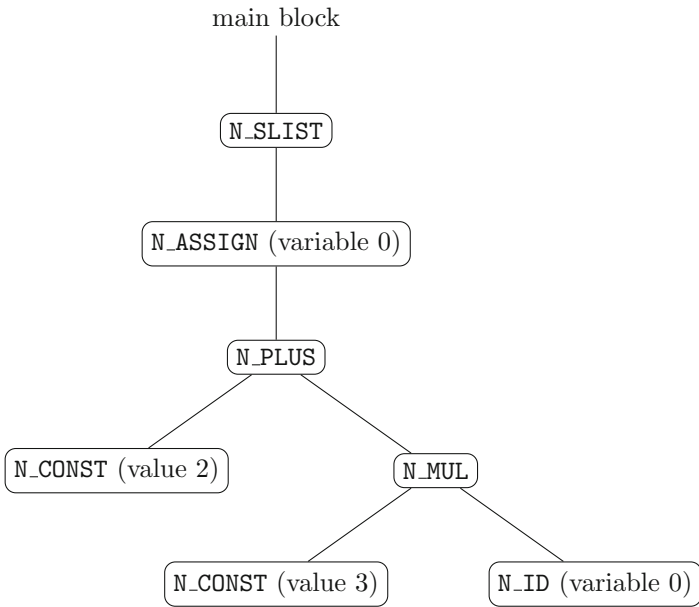 main block
N_SLIST
N_ASSIGN (variable 0)
N_PLUS
N_CONST (value 2)
N_MUL
N_CONST (value 3)
N_ID (variable 0)